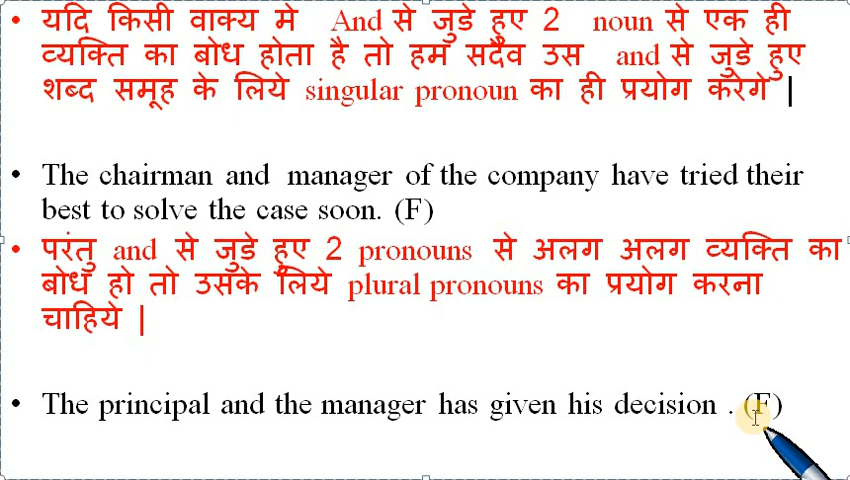 • यदि किसी वाक्य मे And से जुडे हुए 2 noun से एक ही
व्यक्ति का बोध होता है तो हम सदैव उस and से जुडे हुए
शब्द समूह के लिये singular pronoun का ही प्रयोग करेगे |
• The chairman and manager of the company have tried their
best to solve the case soon. (F)
• परंतु and से जुडे हुए 2 pronouns से अलग अलग व्यक्ति का
बोध हो तो उसके लिये plural pronouns का प्रयोग करना
चाहिये |
• The principal and the manager has given his decision . (F)